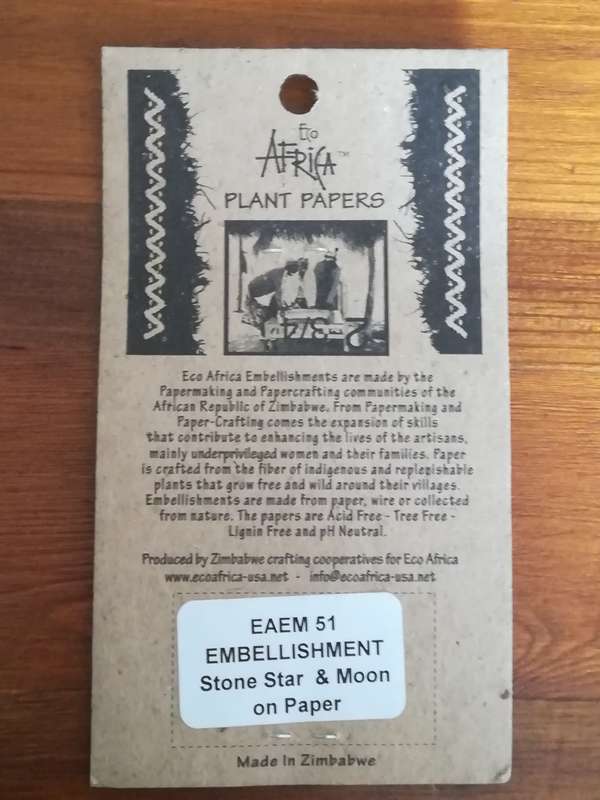 Eco
AFRICA™
PLANT PAPERS
2 3/4
Eco Africa Embellishments are made by the
Papermaking and Papercrafting communities of the
African Republic of Zimbabwe. From Papermaking and
Paper-Crafting comes the expansion of skills
that contribute to enhancing the lives of the artisans,
mainly underprivileged women and their families. Paper
is crafted from the fiber of indigenous and replenishable
plants that grow free and wild around their villages.
Embellishments are made from paper, wire or collected
from nature. The papers are Acid Free - Tree Free -
Lignin Free and pH Neutral.
Produced by Zimbabwe crafting cooperatives for Eco Africa
www.ecoafrica-usa.net - info@ecoafrica-usa.net
EAEM 51
EMBELLISHMENT
Stone Star & Moon
on Paper
Made In Zimbabwe